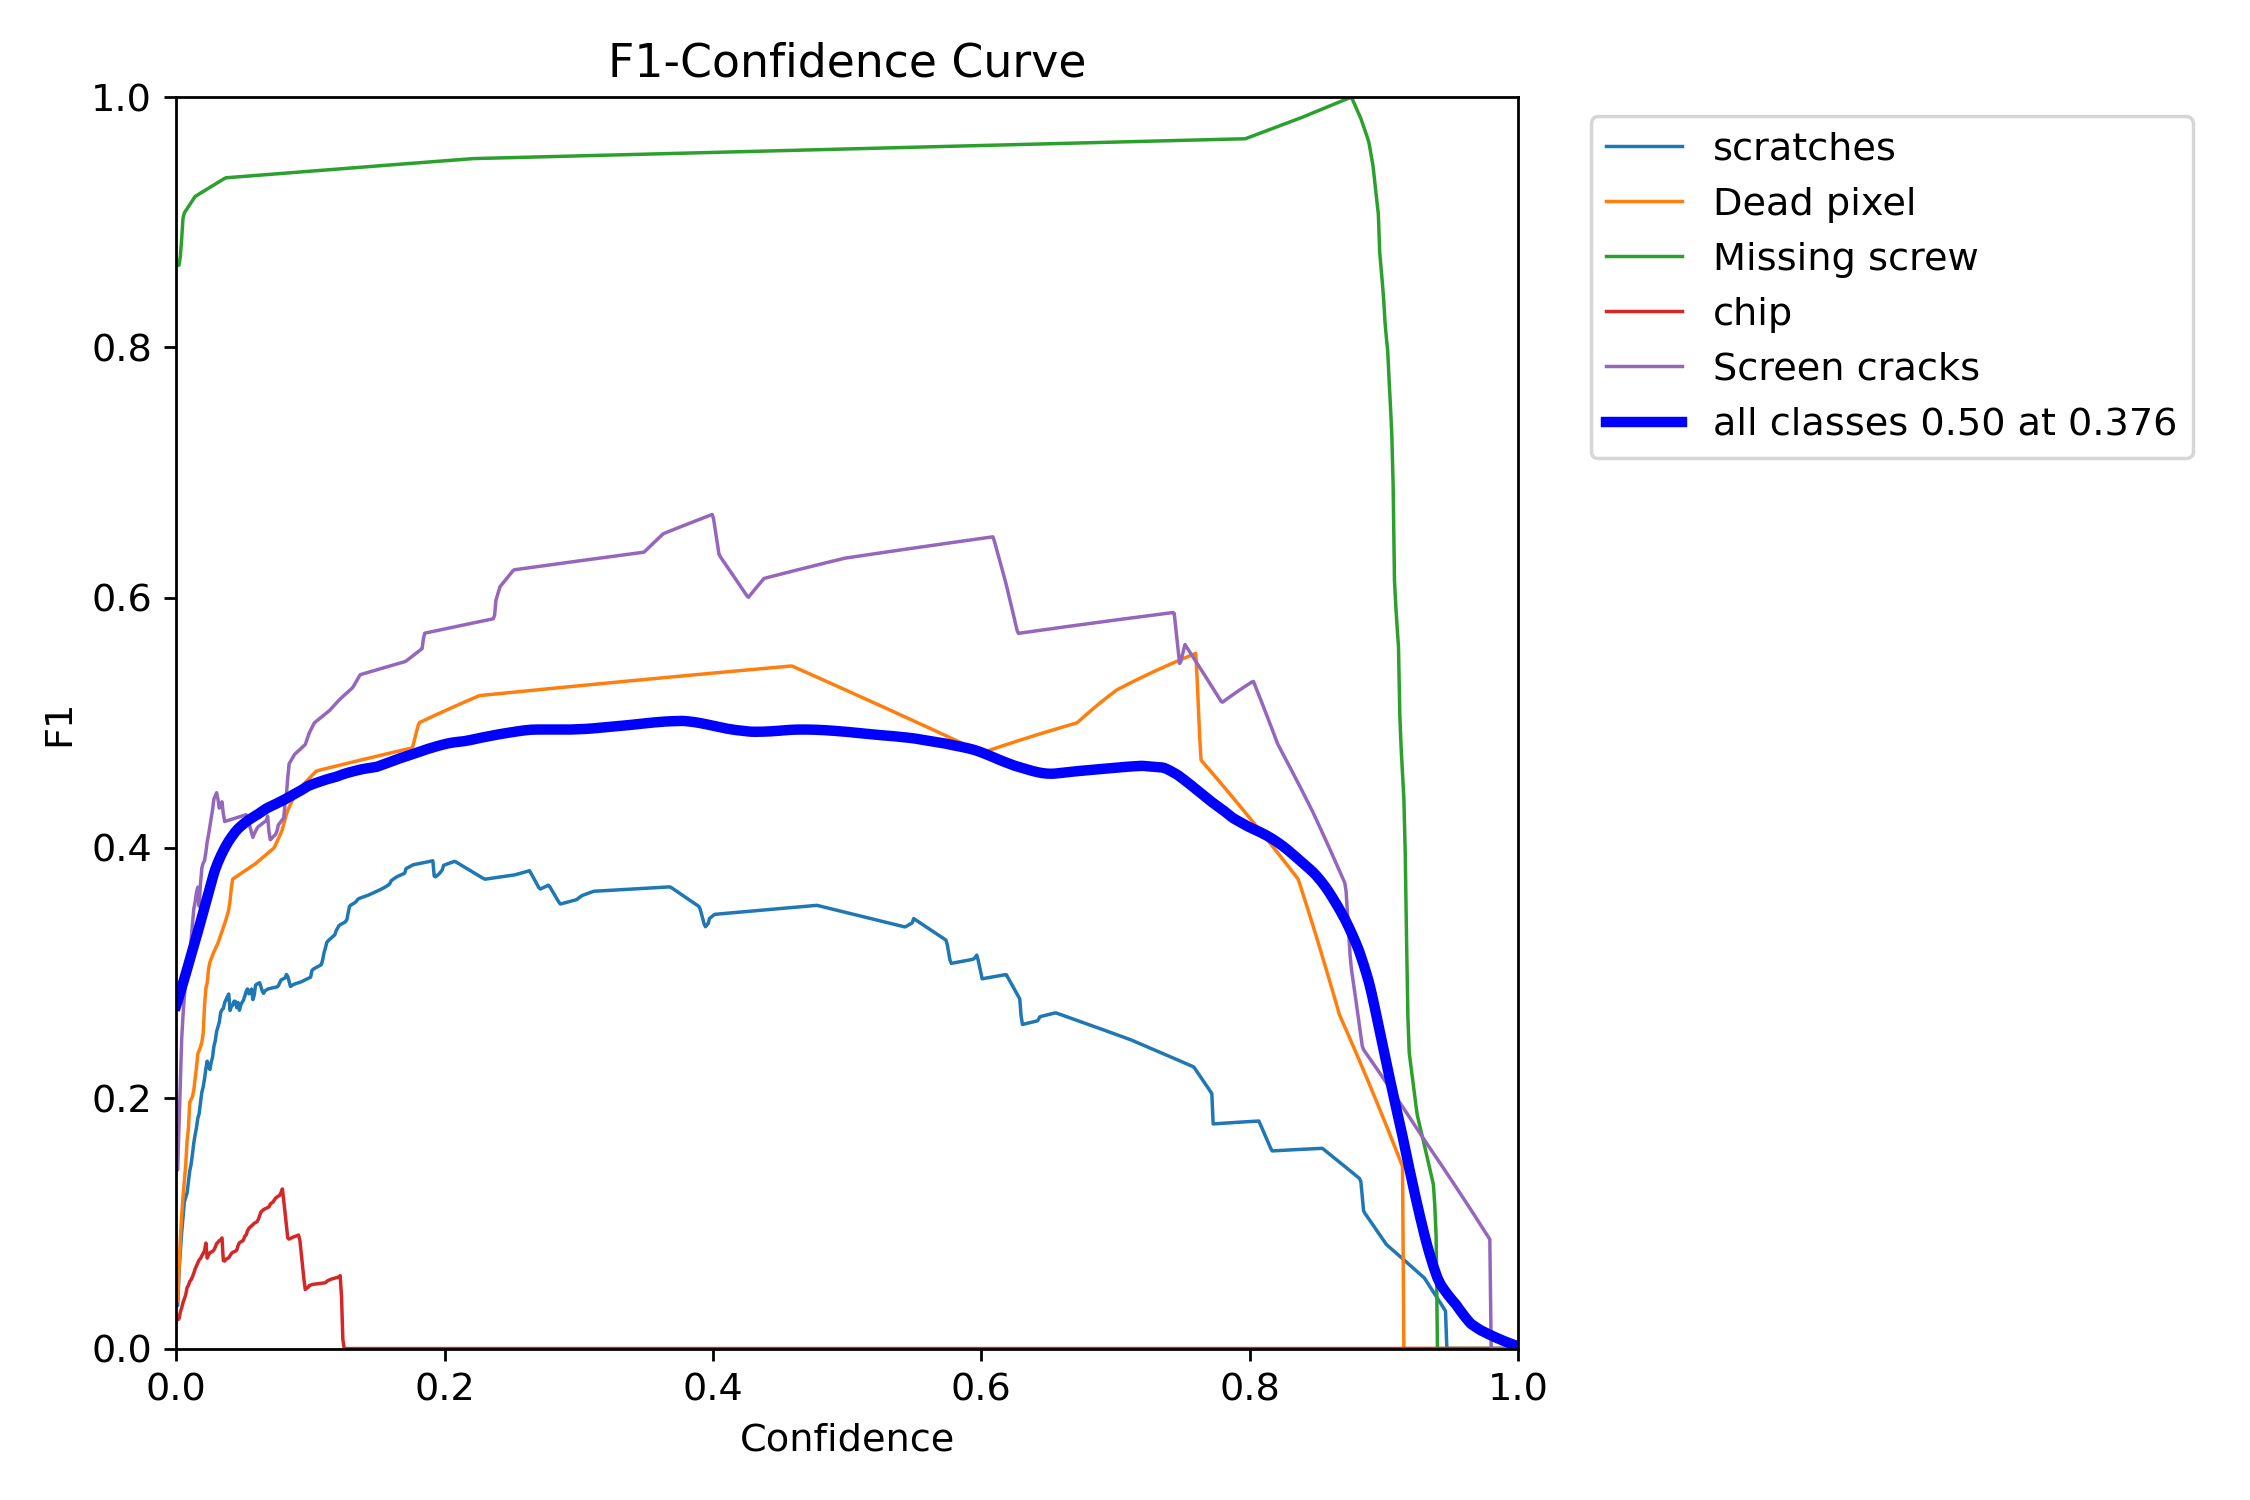 F1-Confidence Curve
1.0
0.8
0.6
0.4
0.2
0.0
F1
0.0 0.2 0.4 0.6 0.8 1.0
Confidence
scratches
Dead pixel
Missing screw
chip
Screen cracks
all classes 0.50 at 0.376